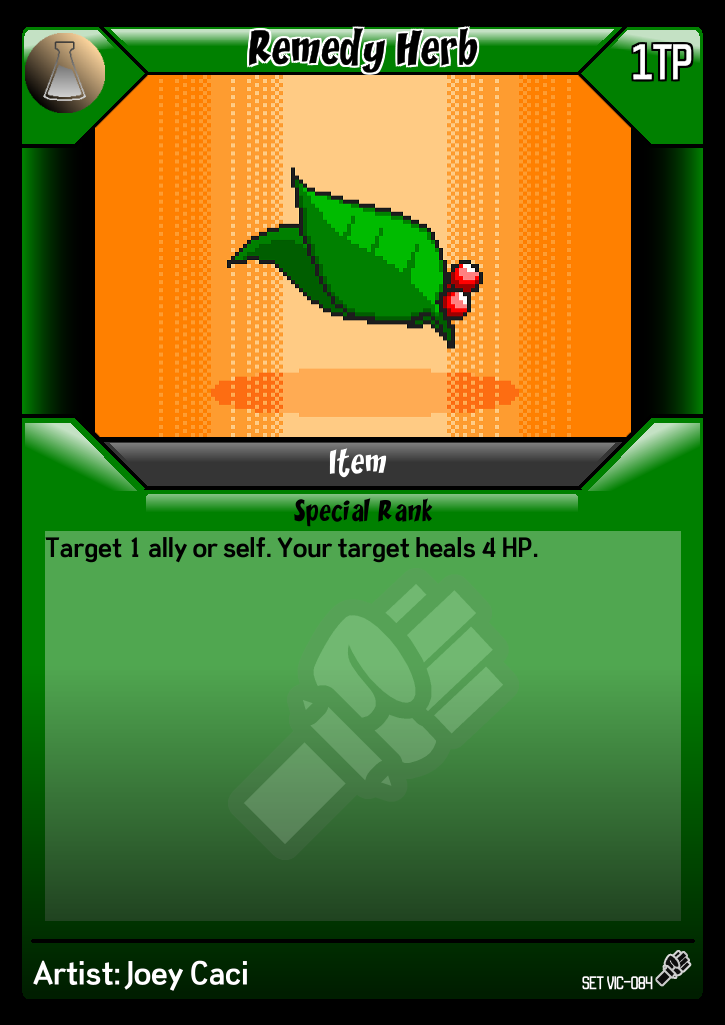 Remedy Herb
1TP
Item
Special Rank
Target 1 ally or self. Your target heals 4 HP.
Artist: Joey Caci
SET VIC-084